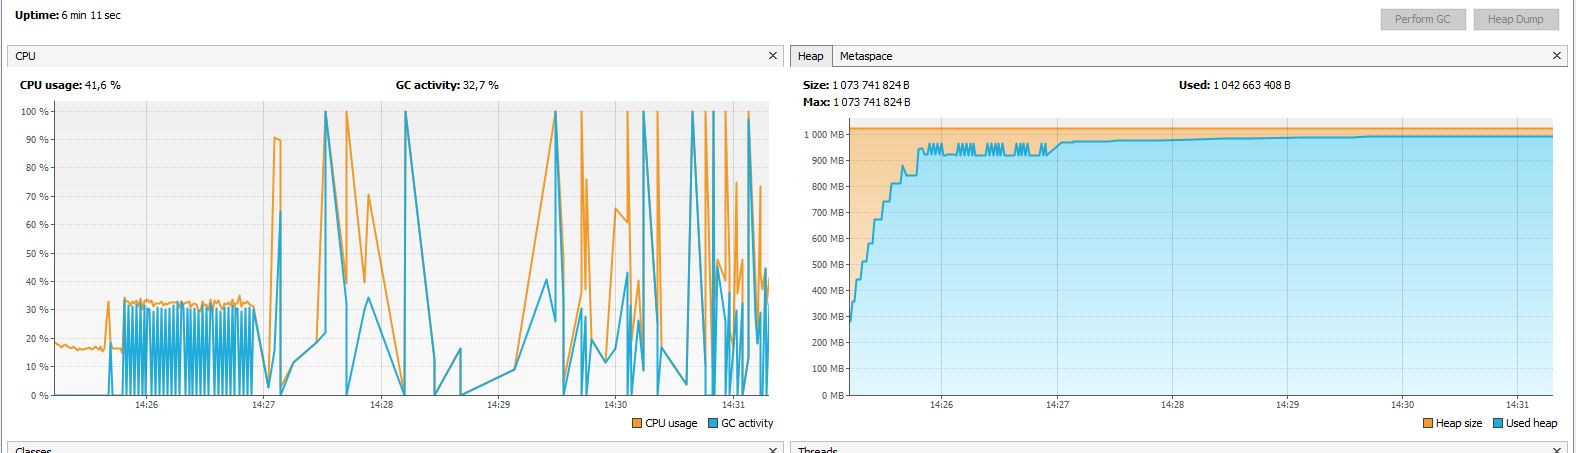 Uptime: 6 min 11 sec
Perform GC Heap Dump
CPU
CPU usage: 41,6 % GC activity: 32,7 %
100 %
90 %
80 %
70 %
60 %
50 %
40 %
30 %
20 %
10 %
0 %
14:26 14:27 14:28 14:29 14:30 14:31
CPU usage GC activity
Classes
Heap Metaspace
Size: 1 073 741 824 B Used: 1 042 663 408 B
Max: 1 073 741 824 B
1 000 MB
900 MB
800 MB
700 MB
600 MB
500 MB
400 MB
300 MB
200 MB
100 MB
0 MB
14:26 14:27 14:28 14:29 14:30 14:31
Heap size Used heap
Threads